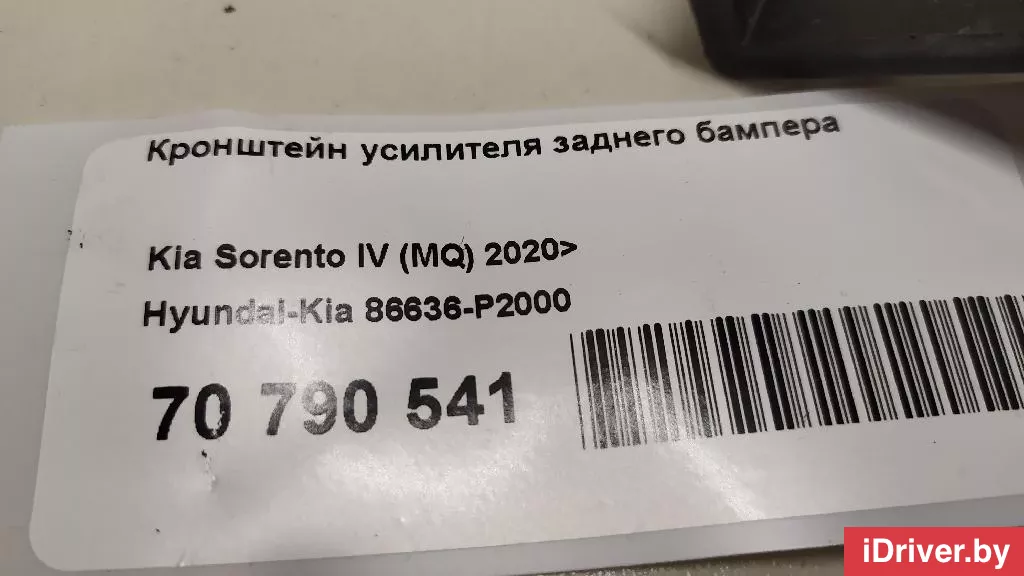 Кронштейн усилителя заднего бампера
Kia Sorento IV (MQ) 2020>
Hyundai-Kia 86636-P2000
70 790 541
iDriver.by